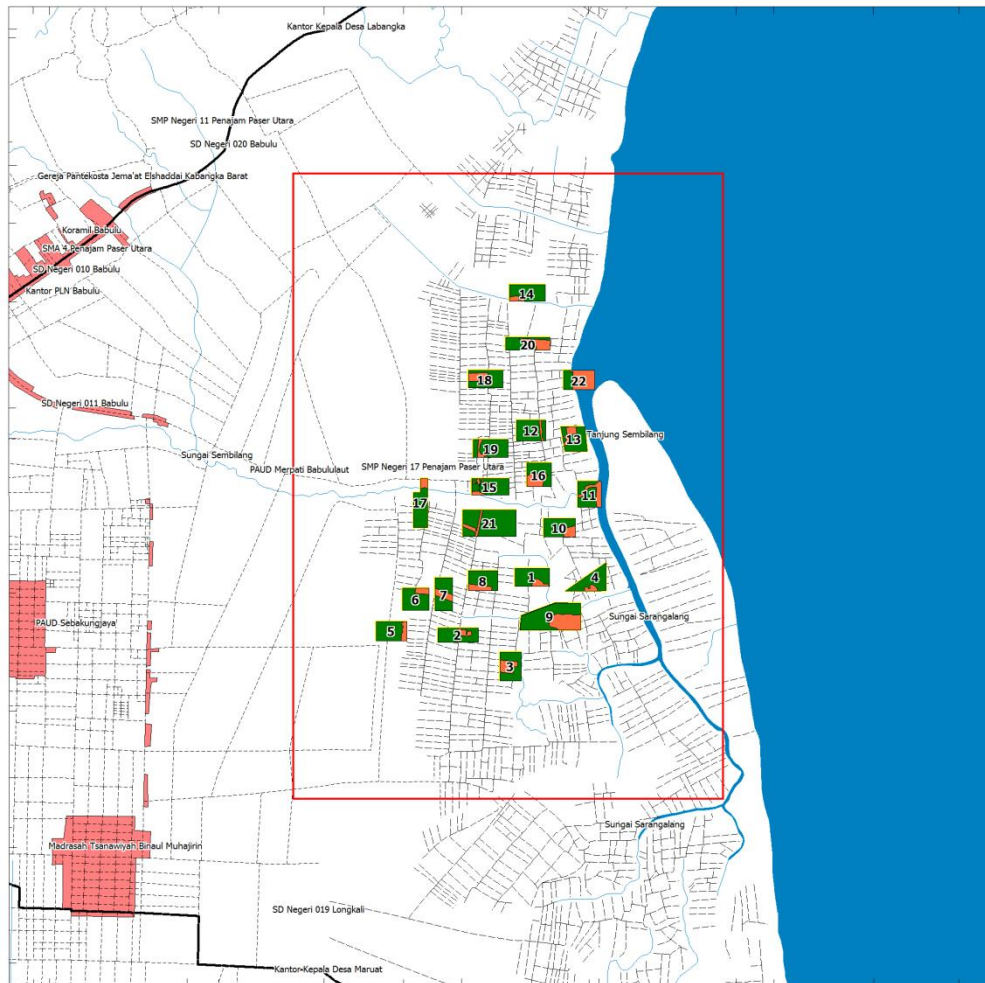 Kantor Kepala Desa Labangka
SMP Negeri 11 Penajam Paser Utara
SD Negeri 020 Babulu
Gereja Pantekosta Jema'at Elshaddai Kabangka Barat
Koramil Babulu
SMA 4 Penajam Paser Utara
SD Negeri 010 Babulu
Kantor PLN Babulu
14
20
18
22
SD Negeri 011 Babulu
12
13
Tanjung Sembilang
19
Sungai Sembilang
PAUD Merpati Babululaut
SMP Negeri 17 Penajam Paser Utara
16
15
11
17
21
10
8
1
4
6
7
9
Sungai Sarangalang
PAUD Sebakungjaya
5
2
3
Sungai Sarangalang
Madrasah Tsanawiyah Binaul Muhajirin
SD Negeri 019 Longkali
Kantor Kepala Desa Maruat